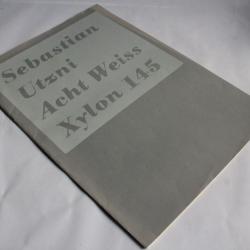 Sebastian
Utzni
Acht Weiss
Xylon 145